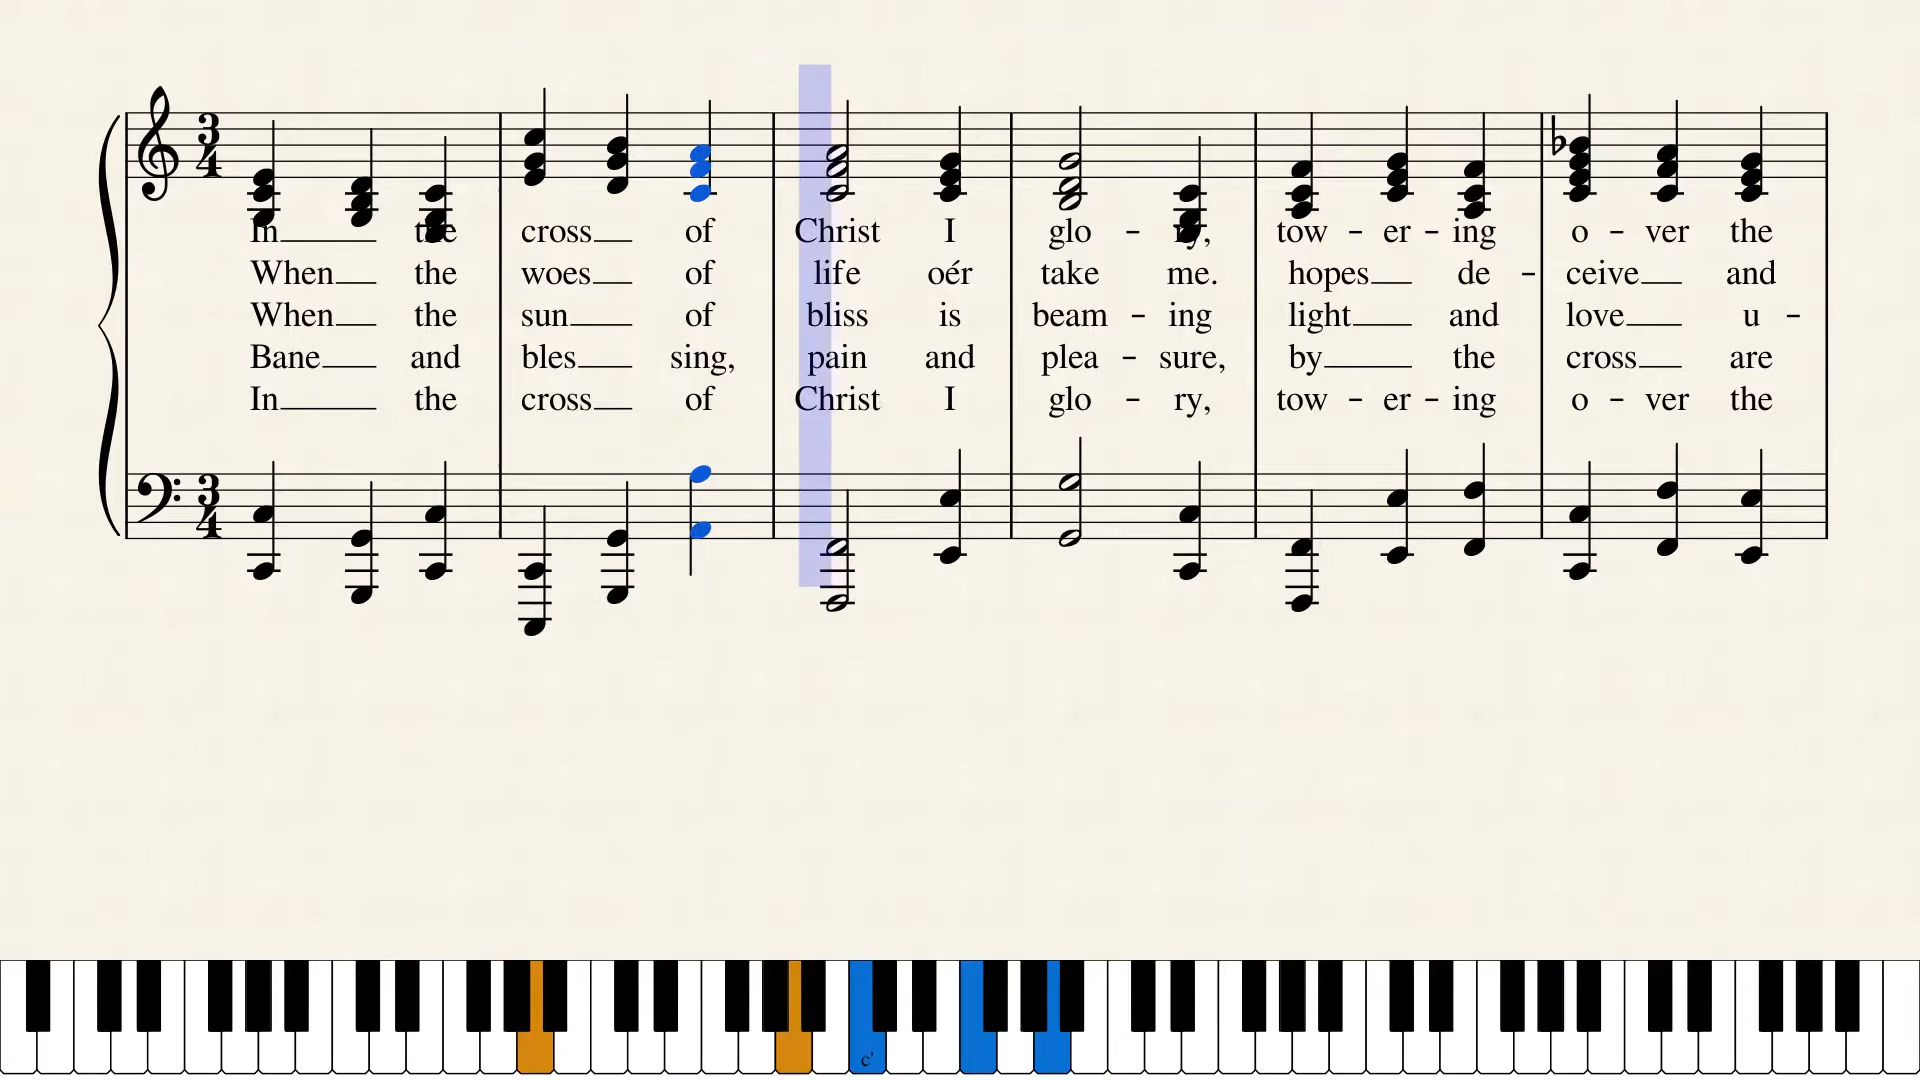 3 4
In the cross of Christ I glo - ry, tow - er - ing o - ver the
When the woes of life oér take me. hopes de - ceive and
When the sun of bliss is beam - ing light and love u -
Bane and bles sing, pain and plea - sure, by the cross are
In the cross of Christ I glo - ry, tow - er - ing o - ver the
3 4
c'